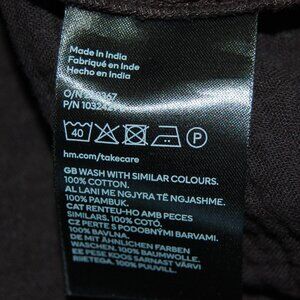 Made in India
Fabriqué en Inde
Hecho en India
O/N
P/N
40
P
hm.com/takecare
GB WASH WITH SIMILAR COLOURS.
100% COTTON.
AL LANI ME NGJYRA TË NGJASHME.
100% PAMBUK.
CAT RENTEU-HO AMB PECES
SIMILARS. 100% COTÓ.
CZ PERTE S PODOBNÝMI BARVAMI.
100% BAVLNA.
DE MIT ÄHNLICHEN FARBEN
WASCHEN. 100% BAUMWOLLE.
EE PESE KOOS SARNAST VÄRVI
RIIETEGA. 100% PUUVILL.